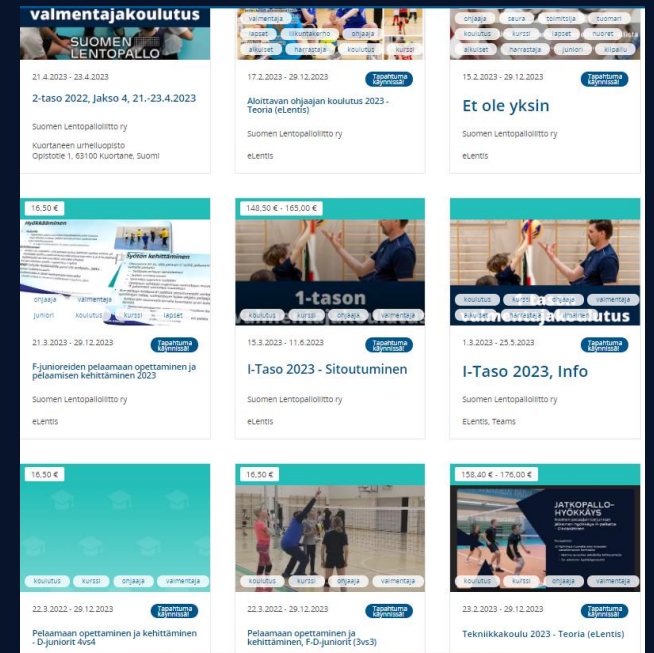 valmentajakoulutus
SUOMEN
LENTOPALLO
21.4.2023 - 23.4.2023
2-taso 2022, Jakso 4, 21.-23.4.2023
Suomen Lentopalloliitto ry
Kuortaneen urheiluopisto
Opistotie 1, 63100 Kuortane, Suomi
valmentaja
lapset liikuntakerho ohjaaja
aikuiset harrastaja koulutus kurssi
17.2.2023 - 29.12.2023
Tapahtuma
käynnissä!
Aloittavan ohjaajan koulutus 2023 -
Teoria (eLentis)
Suomen Lentopalloliitto ry
eLentis
ohjaaja seura toimitsija tuomari
koulutus kurssi lapset nuoret
aikuiset harrastaja juniori kilpailu
15.2.2023 - 29.12.2023
Tapahtuma
käynnissä!
Et ole yksin
Suomen Lentopalloliitto ry
eLentis
16,50 €
Hyökkääminen
Syötön kehittäminen
ohjaaja valmentaja
juniori koulutus kurssi lapset
21.3.2023 - 29.12.2023
Tapahtuma
käynnissä!
F-junioreiden pelaamaan opettaminen ja
pelaamisen kehittäminen 2023
Suomen Lentopalloliitto ry
eLentis
148,50 € - 165,00 €
1-tason
koulutus kurssi ohjaaja valmentaja
15.3.2023 - 11.6.2023
Tapahtuma
käynnissä!
I-Taso 2023 - Sitoutuminen
Suomen Lentopalloliitto ry
eLentis
koulutus kurssi ohjaaja valmentaja
aikuiset harrastaja ilmainen
1.3.2023 - 25.5.2023
Tapahtuma
käynnissä!
I-Taso 2023, Info
Suomen Lentopalloliitto ry
ELentis, Teams
16,50 €
koulutus kurssi ohjaaja valmentaja
22.3.2022 - 29.12.2023
Tapahtuma
käynnissä!
Pelaamaan opettaminen ja kehittäminen
- D-juniorit 4vs4
16,50 €
koulutus kurssi ohjaaja valmentaja
22.3.2022 - 29.12.2023
Tapahtuma
käynnissä!
Pelaamaan opettaminen ja
kehittäminen, F-D-juniorit (3vs3)
158,40 € - 176,00 €
JATKOPALLO-
HYÖKKÄYS
koulutus kurssi ohjaaja valmentaja
23.2.2023 - 29.12.2023
Tapahtuma
käynnissä!
Tekniikkakoulu 2023 - Teoria (eLentis)